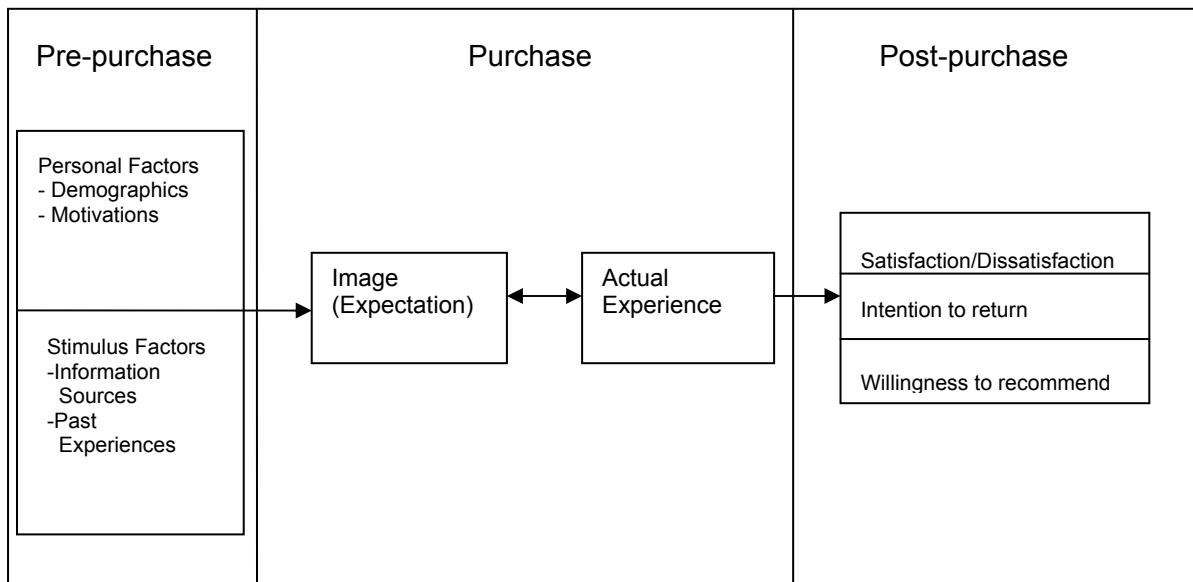 Pre-purchase
Purchase
Post-purchase
Personal Factors
- Demographics
- Motivations
Stimulus Factors
-Information
Sources
-Past
Experiences
Image
(Expectation)
Actual
Experience
Satisfaction/Dissatisfaction
Intention to return
Willingness to recommend